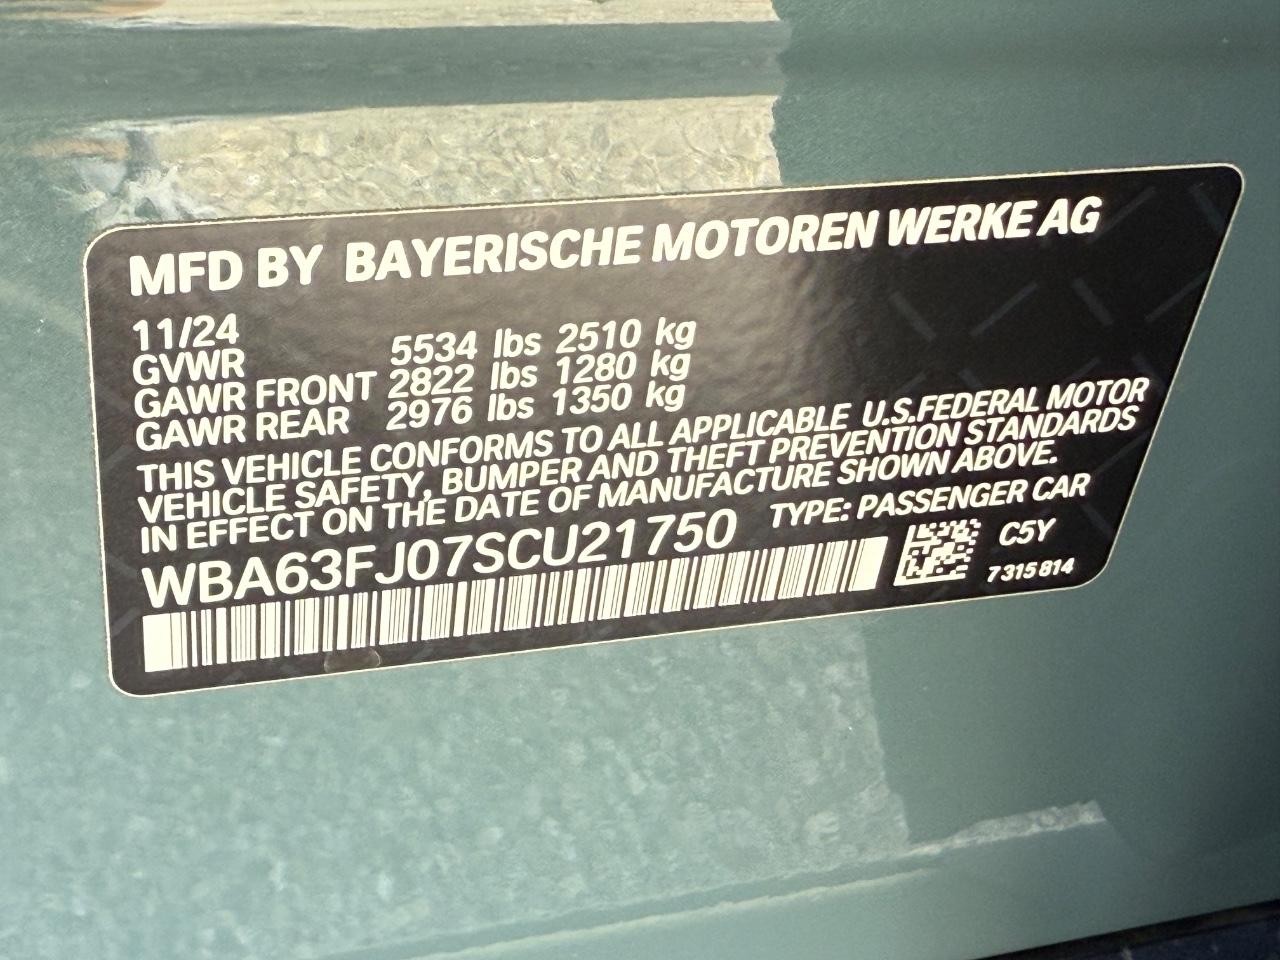 MFD BY BAYERISCHE MOTOREN WERKE AG
11/24
GVWR 5534 lbs 2510 kg
GAWR FRONT 2822 lbs 1280 kg
GAWR REAR 2976 lbs 1350 kg
THIS VEHICLE CONFORMS TO ALL APPLICABLE U.S.FEDERAL MOTOR
VEHICLE SAFETY, BUMPER AND THEFT PREVENTION STANDARDS
IN EFFECT ON THE DATE OF MANUFACTURE SHOWN ABOVE.
WBA63FJ07SCU21750 TYPE: PASSENGER CAR
C5Y
7 315 814